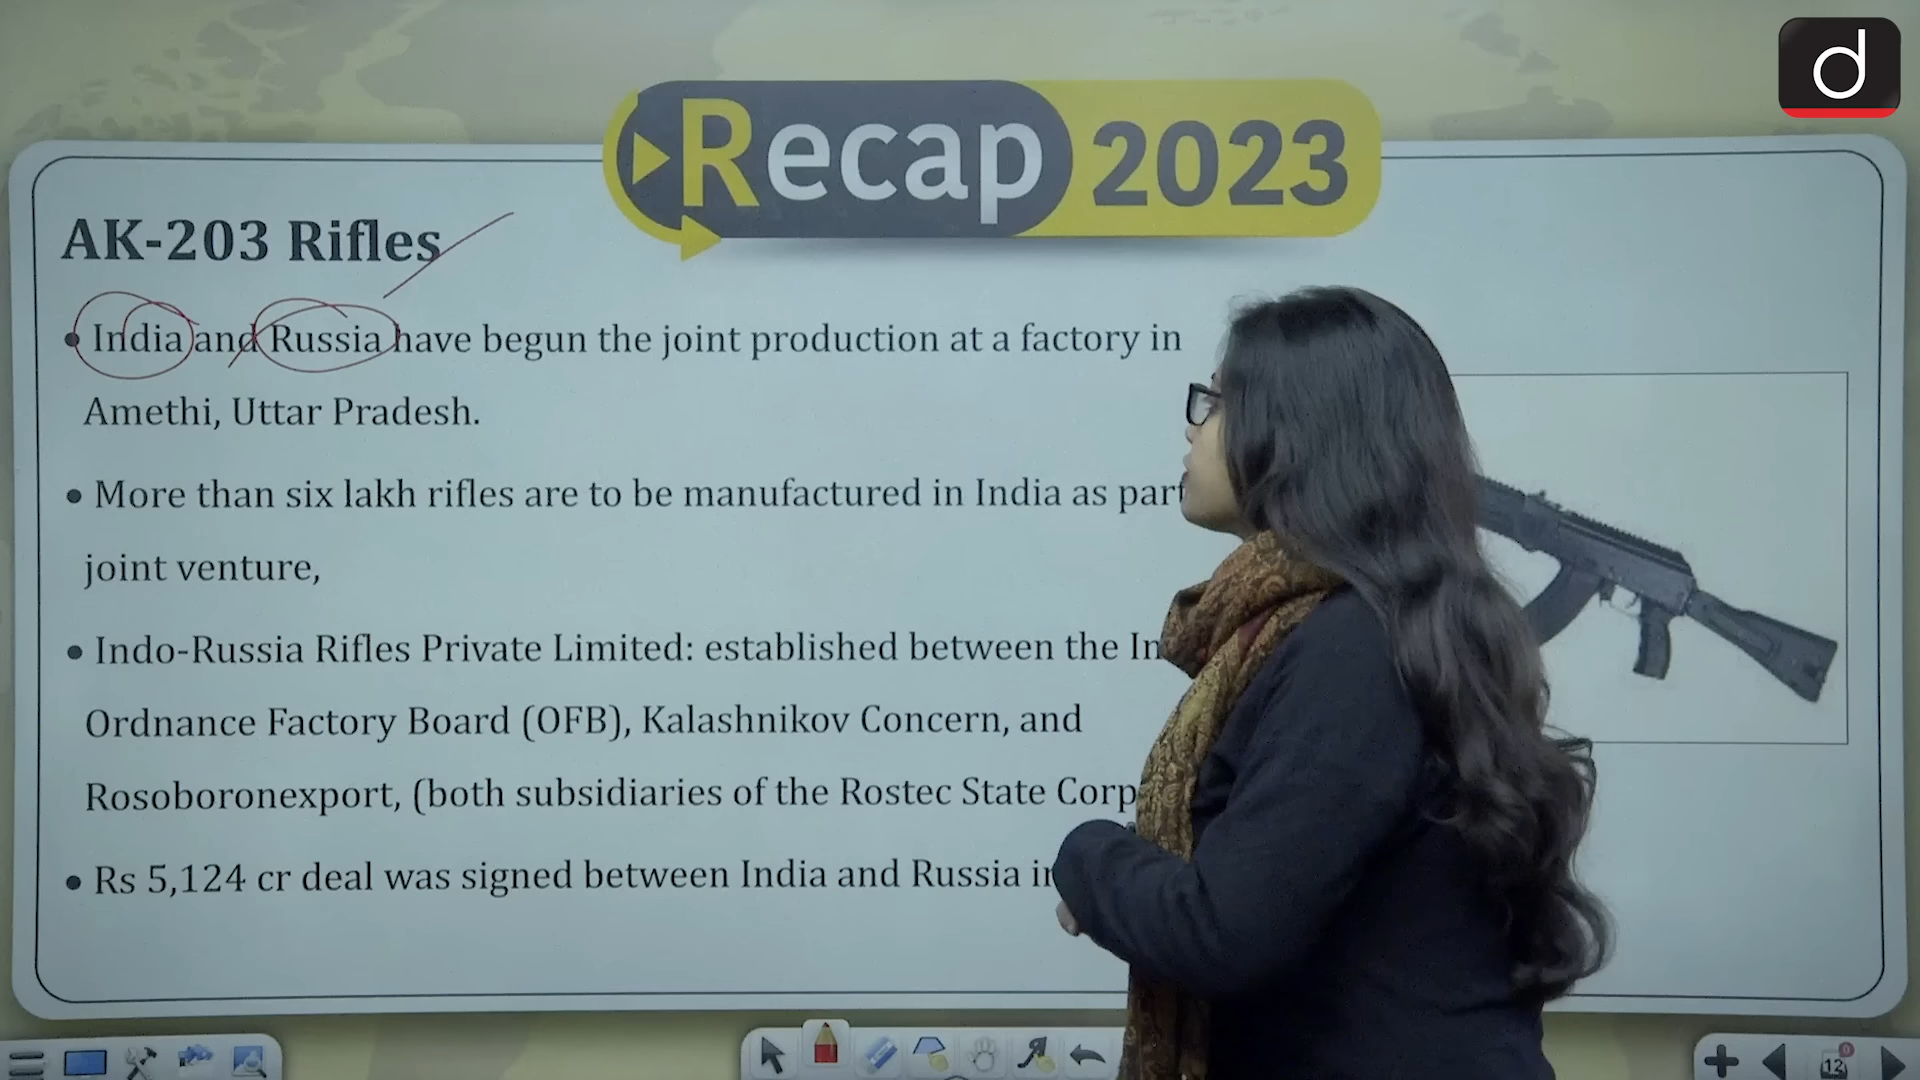 d
Recap 2023
AK-203 Rifles
• India and Russia have begun the joint production at a factory in
Amethi, Uttar Pradesh.
• More than six lakh rifles are to be manufactured in India as part
joint venture,
• Indo-Russia Rifles Private Limited: established between the
Ordnance Factory Board (OFB), Kalashnikov Concern, and
Rosoboronexport, (both subsidiaries of the Rostec State
• Rs 5,124 cr deal was signed between India and Russia
12